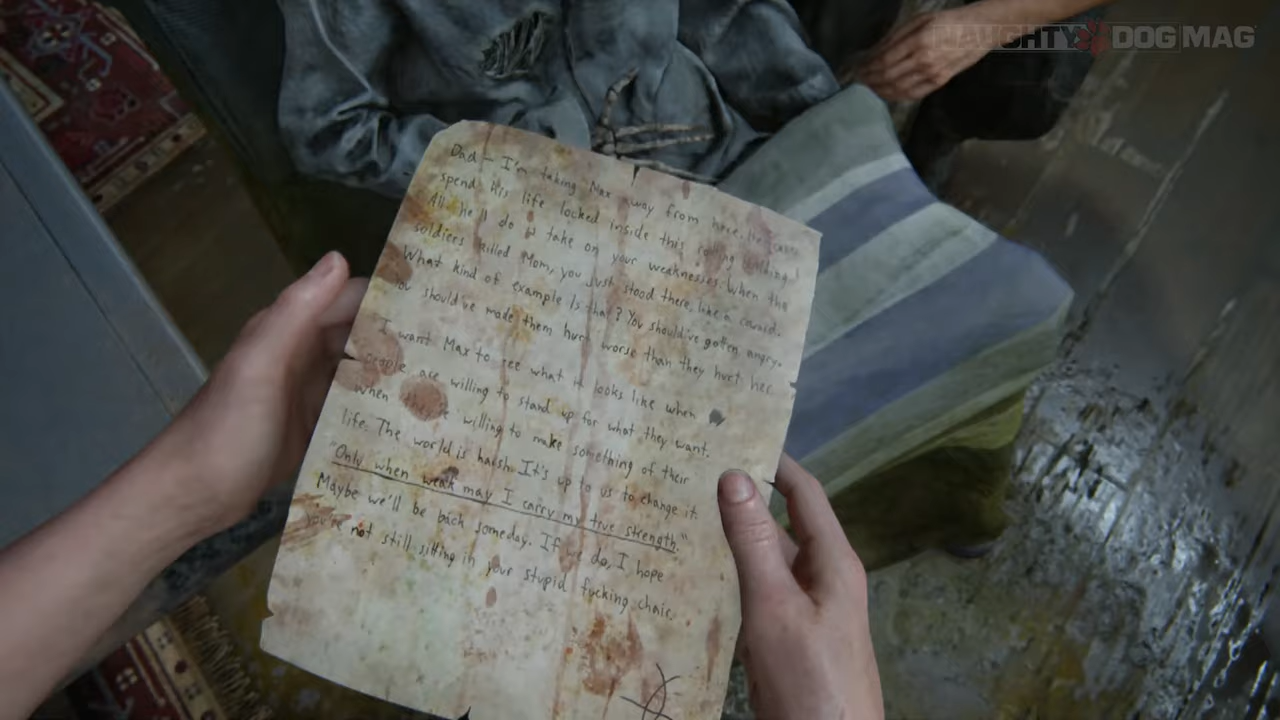 NAUGHTY DOG MAG
Dad - I'm taking Max away from here. He can't
spend his life locked inside this rotting building!
All he'll do is take on your weaknesses. When the
soldiers killed Mom, you just stood there, like a coward.
What kind of example is that? You should've gotten angry.
You should've made them hurt worse than they hurt her.
I want Max to see what it looks like when
people are willing to stand up for what they want.
When willing to make something of their
life. The world is harsh. It's up to us to change it.
"Only when weak may I carry my true strength."
Maybe we'll be back someday. If we do, I hope
you're not still sitting in your stupid fucking chair.